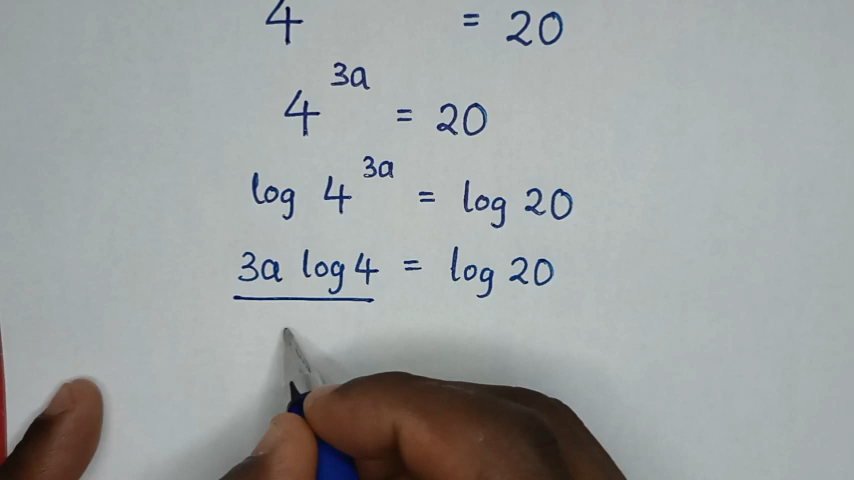 4 = 20
4^3a = 20
log 4^3a = log 20
3a log 4 = log 20